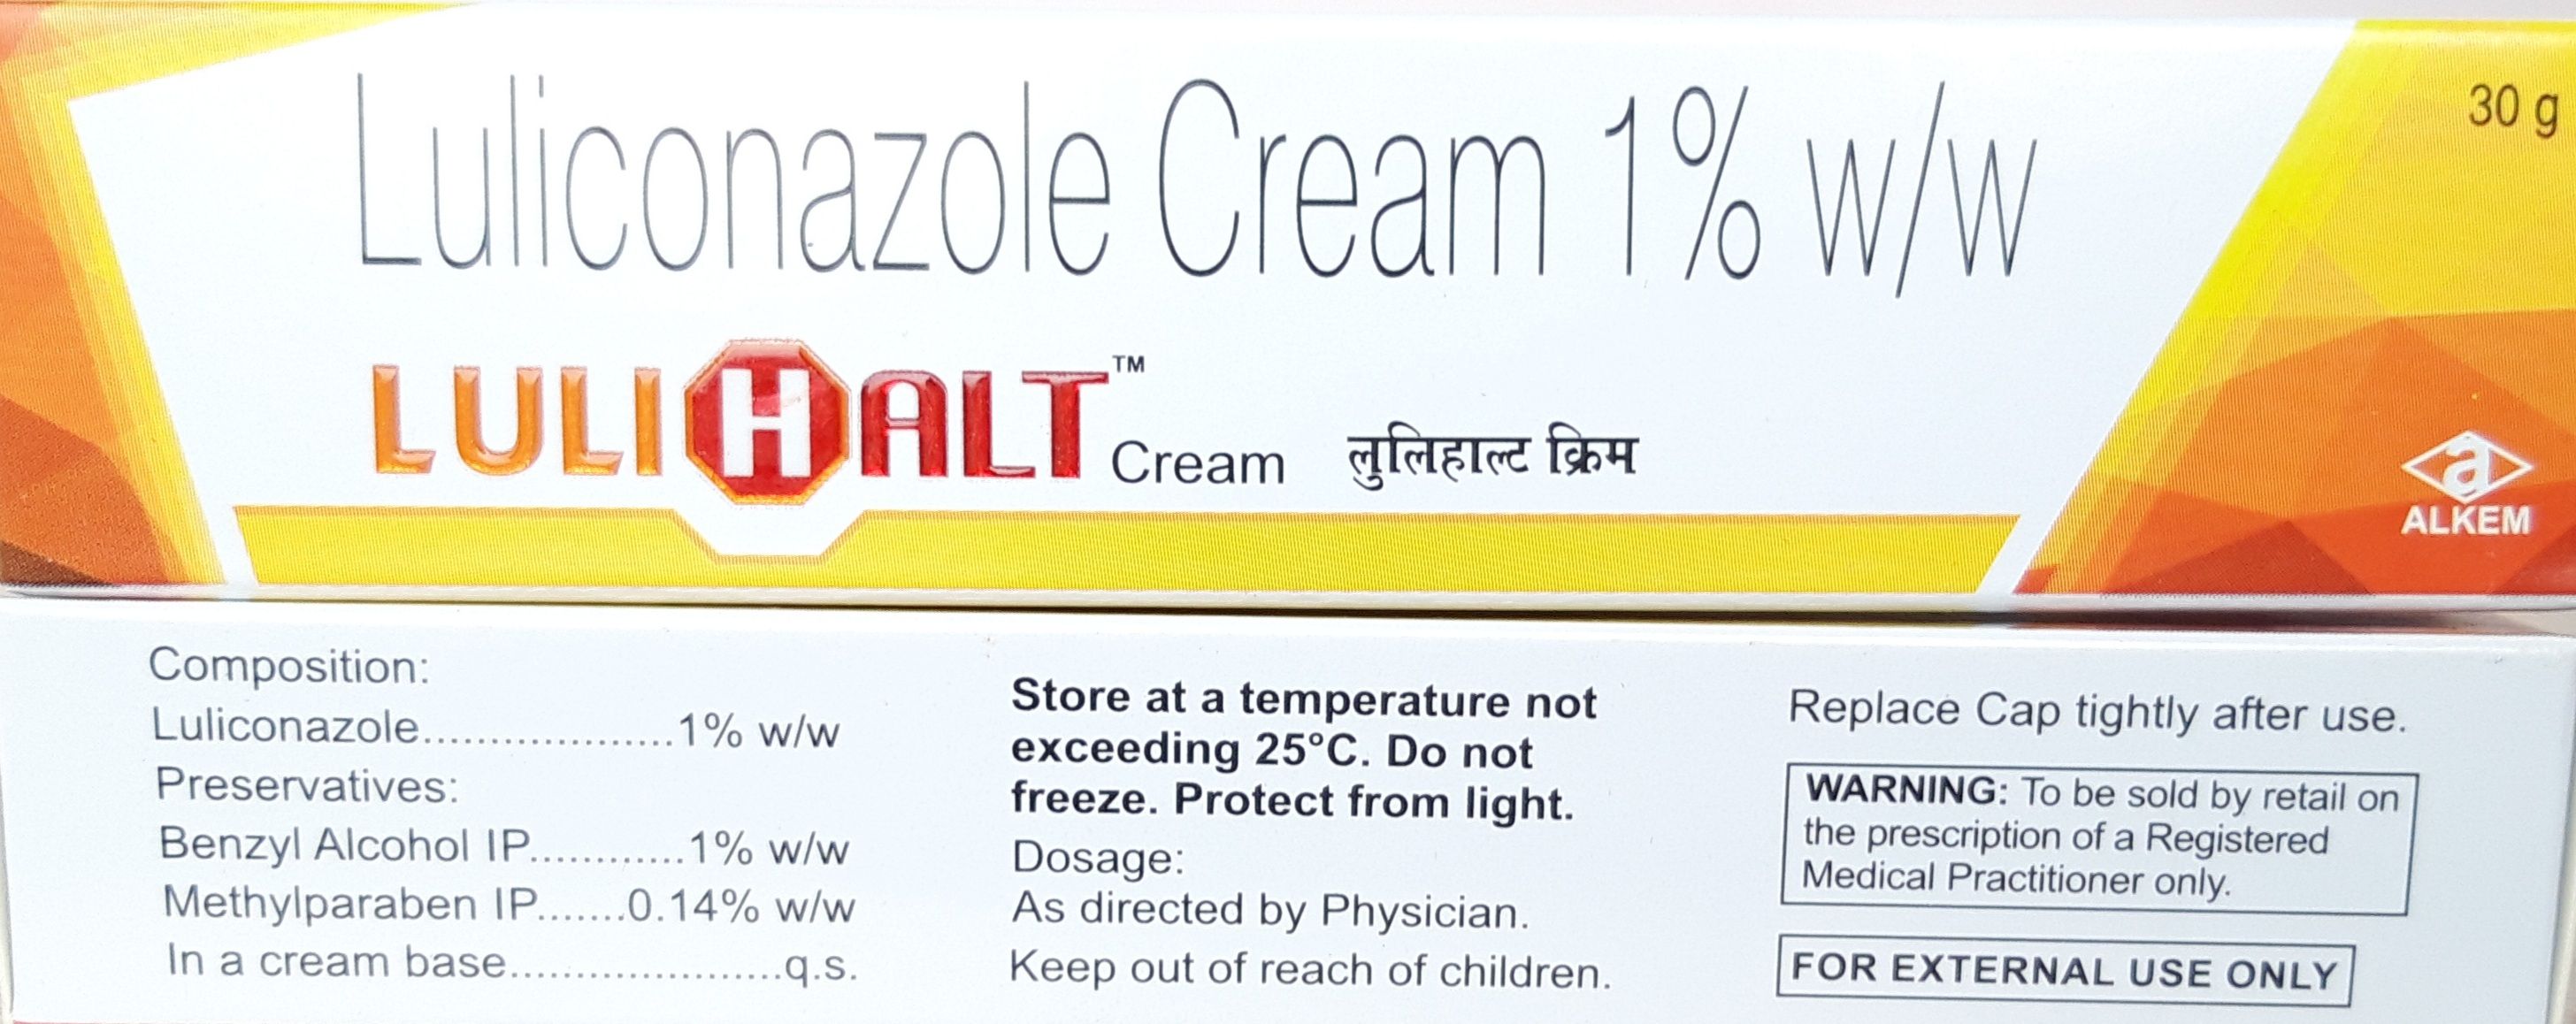 Luliconazole Cream 1% w/w
30 g
LULIHALT™ Cream लुलिहाल्ट क्रिम
a
ALKEM
Composition:
Luliconazole...................1% w/w
Preservatives:
Benzyl Alcohol IP............1% w/w
Methylparaben IP.......0.14% w/w
In a cream base.....................q.s.
Store at a temperature not
exceeding 25°C. Do not
freeze. Protect from light.
Dosage:
As directed by Physician.
Keep out of reach of children.
Replace Cap tightly after use.
WARNING: To be sold by retail on
the prescription of a Registered
Medical Practitioner only.
FOR EXTERNAL USE ONLY